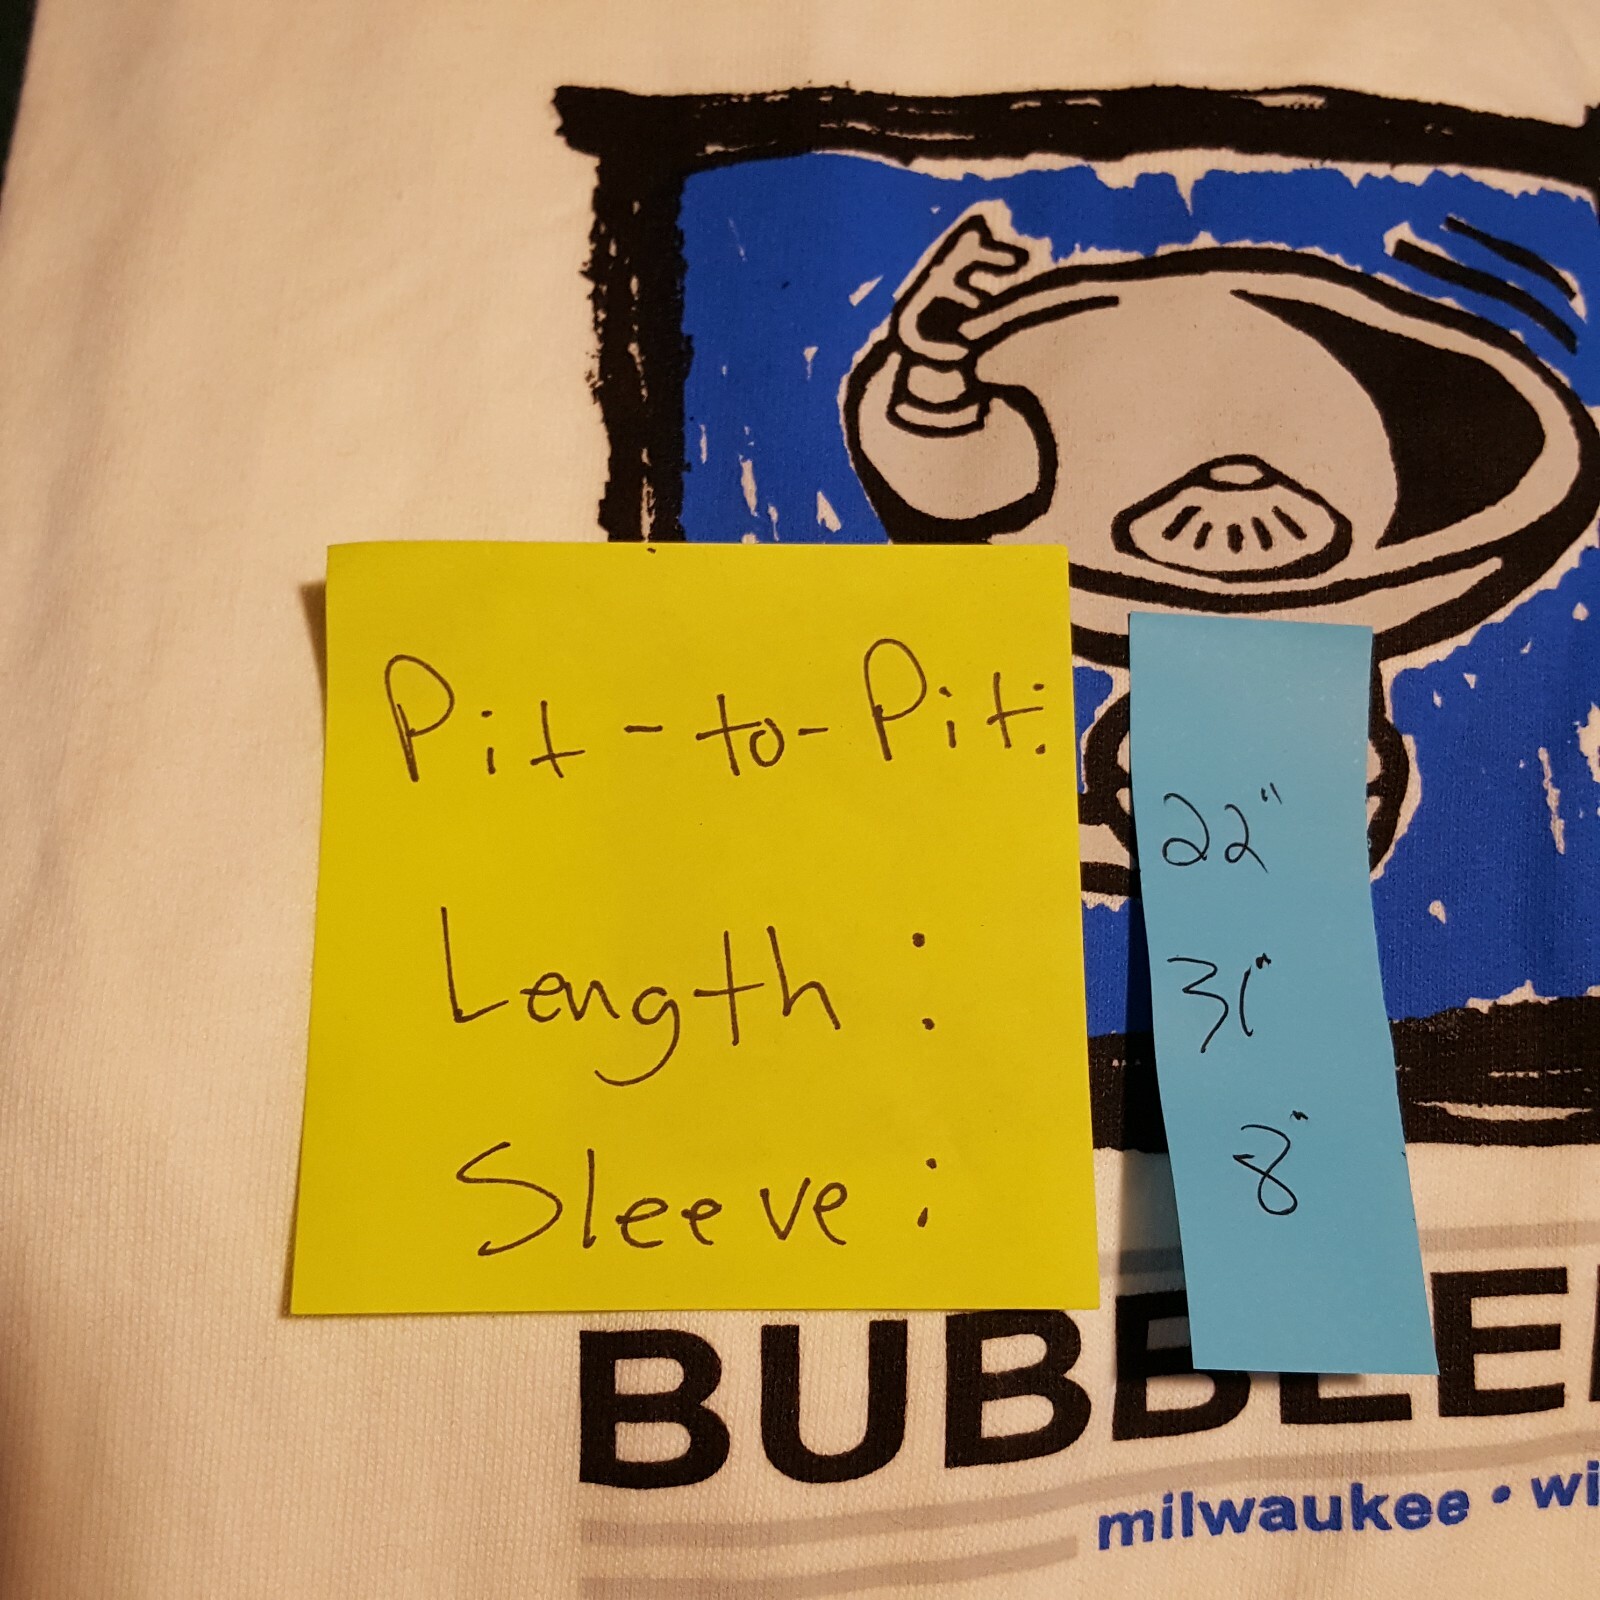 Pit-to-Pit:
22"
Length:
31"
Sleeve:
8"
BUBBLE
milwaukee • wi